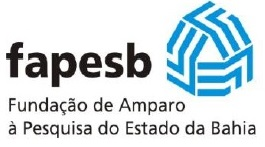 fapesb
Fundação de Amparo
à Pesquisa do Estado da Bahia